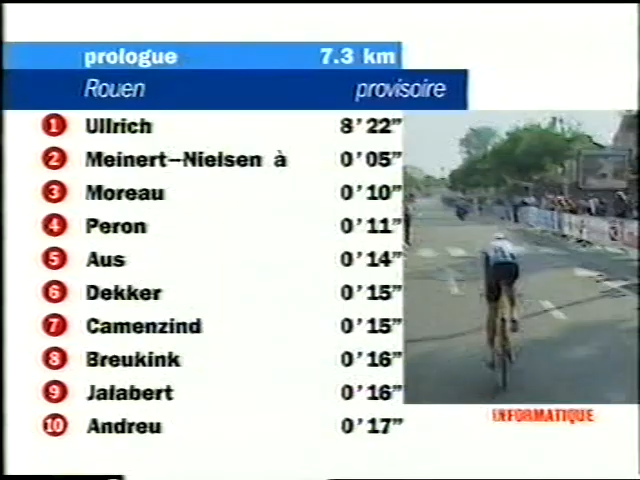 prologue 7.3 km
Rouen provisoire
1 Ullrich 8'22"
2 Meinert-Nielsen à 0'05"
3 Moreau 0'10"
4 Peron 0'11"
5 Aus 0'14"
6 Dekker 0'15"
7 Camenzind 0'15"
8 Breukink 0'16"
9 Jalabert 0'16"
10 Andreu 0'17"
INFORMATIQUE